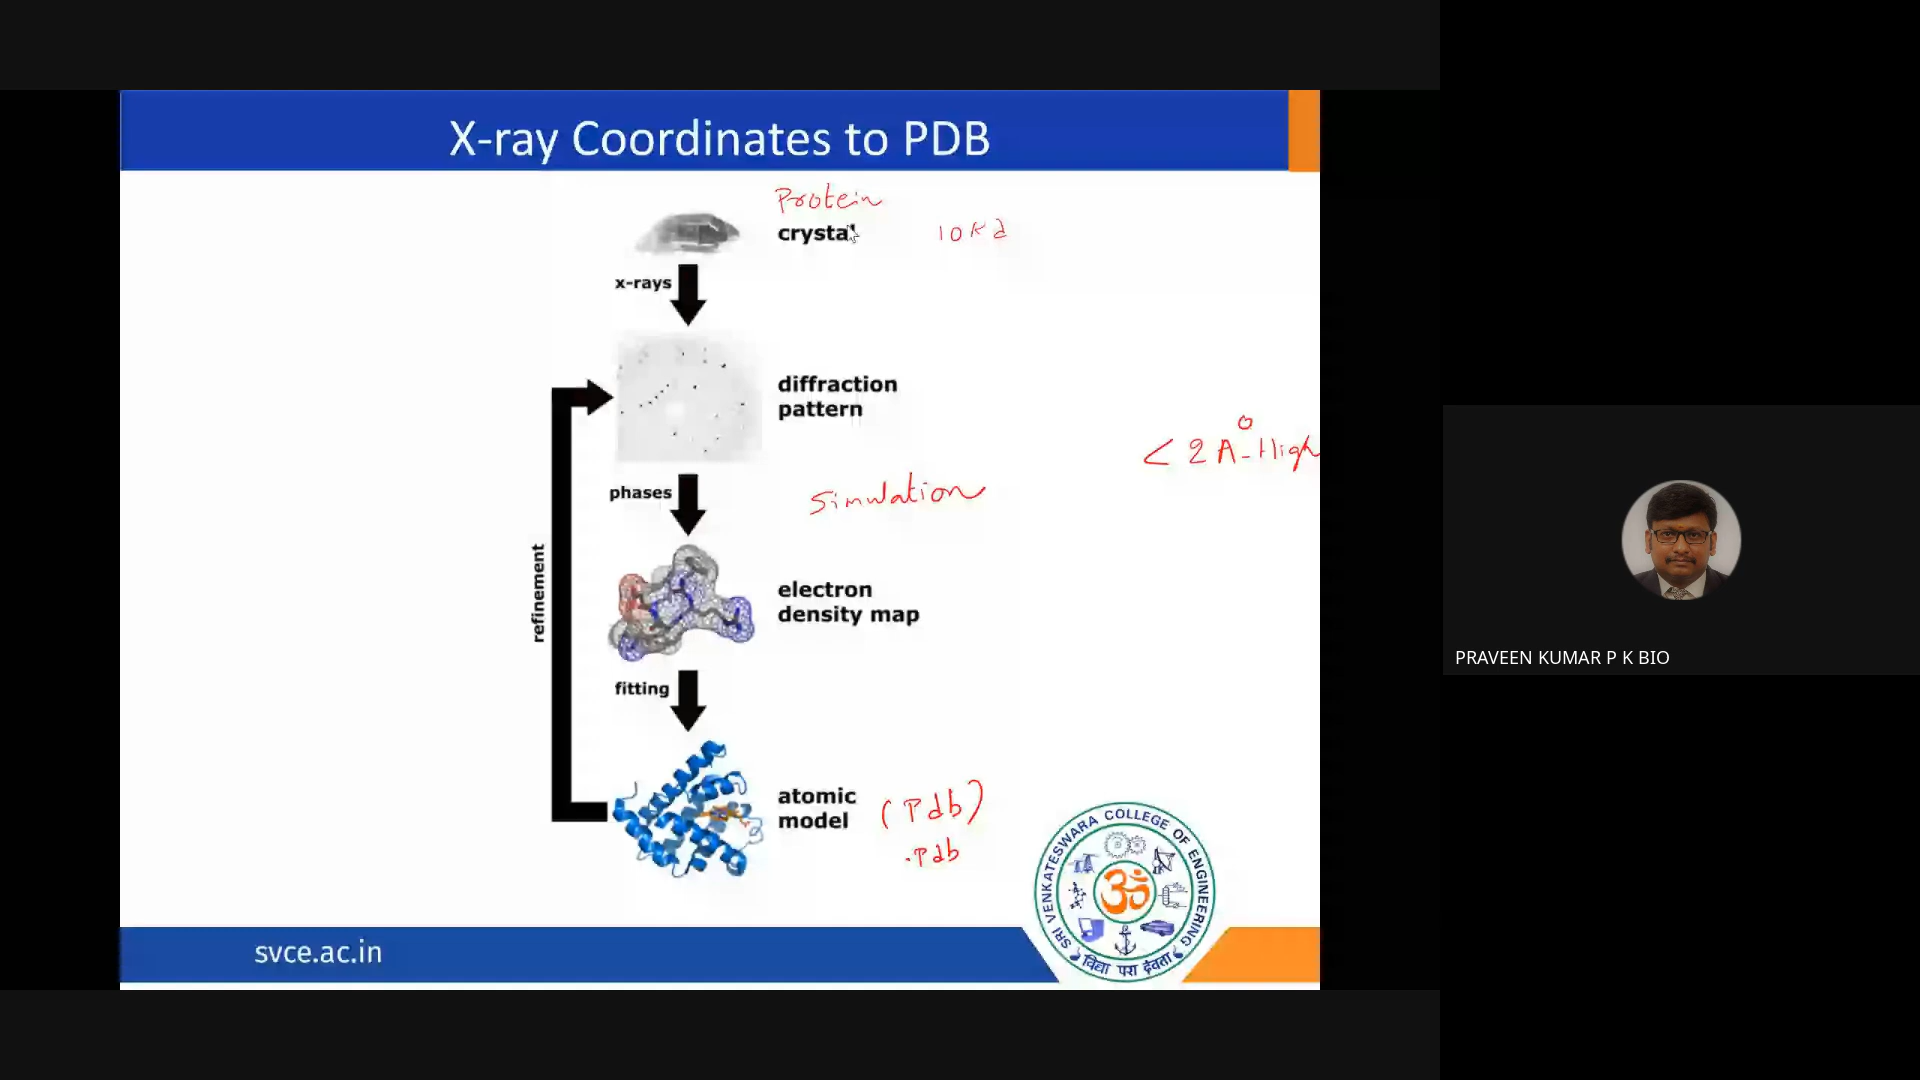 X-ray Coordinates to PDB
Protein
crystal
10Kd
x-rays
diffraction
pattern
< 2 Å - High
phases
Simulation
refinement
electron
density map
fitting
atomic
model
(Pdb)
.Pdb
SRI VENKATESWARA COLLEGE OF ENGINEERING
ॐ
विद्या परा देवता
svce.ac.in
PRAVEEN KUMAR P K BIO